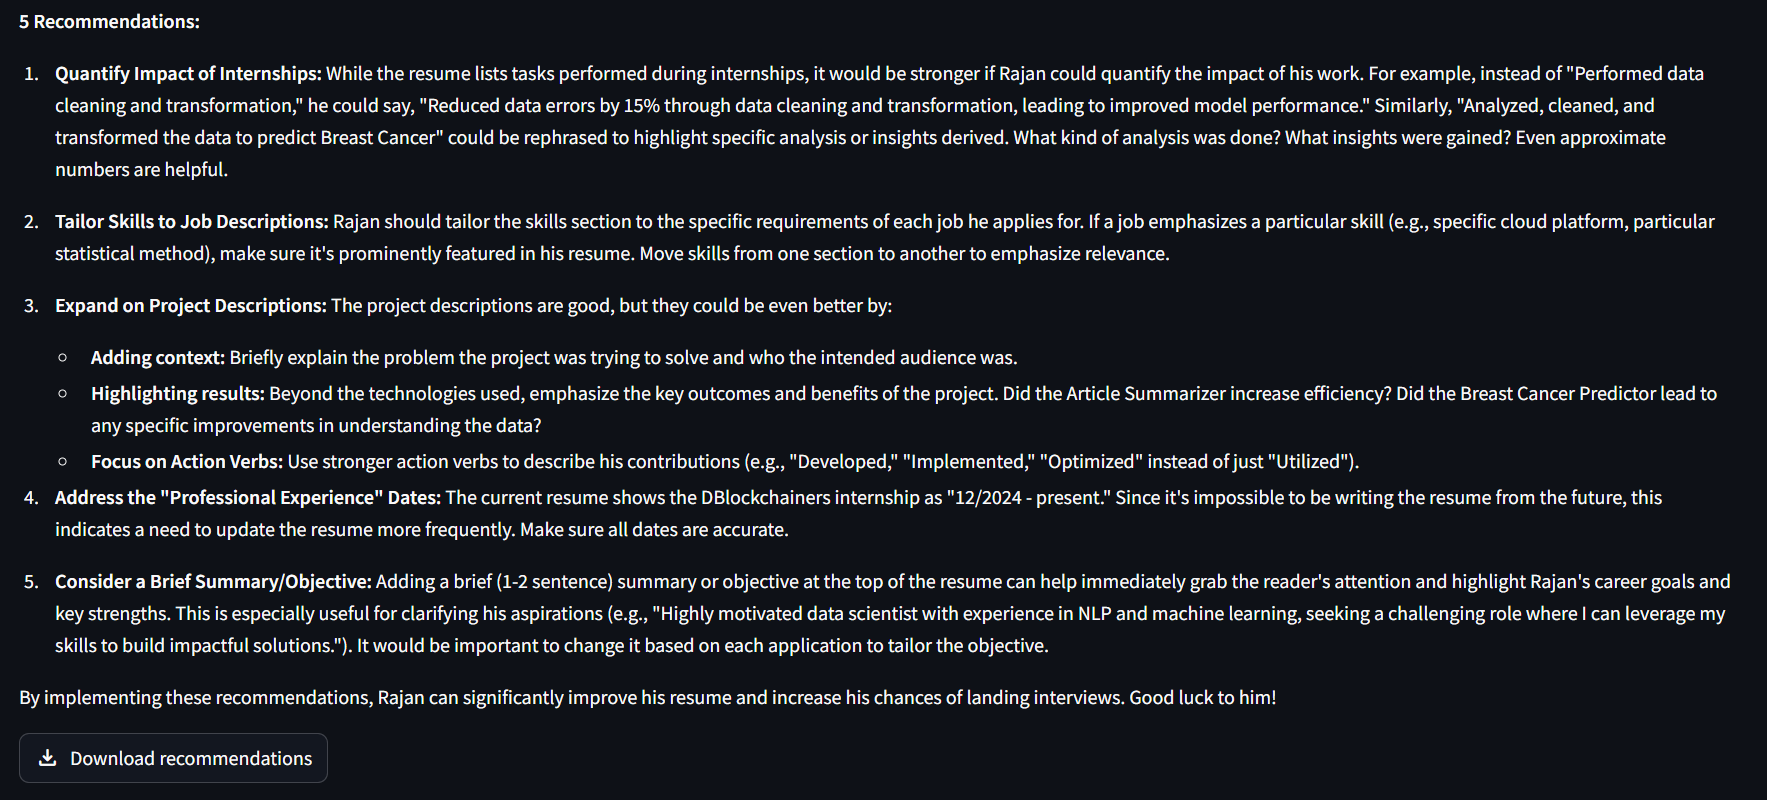 5 Recommendations:
1. Quantify Impact of Internships: While the resume lists tasks performed during internships, it would be stronger if Rajan could quantify the impact of his work. For example, instead of "Performed data
cleaning and transformation," he could say, "Reduced data errors by 15% through data cleaning and transformation, leading to improved model performance." Similarly, "Analyzed, cleaned, and
transformed the data to predict Breast Cancer" could be rephrased to highlight specific analysis or insights derived. What kind of analysis was done? What insights were gained? Even approximate
numbers are helpful.
2. Tailor Skills to Job Descriptions: Rajan should tailor the skills section to the specific requirements of each job he applies for. If a job emphasizes a particular skill (e.g., specific cloud platform, particular
statistical method), make sure it's prominently featured in his resume. Move skills from one section to another to emphasize relevance.
3. Expand on Project Descriptions: The project descriptions are good, but they could be even better by:
○ Adding context: Briefly explain the problem the project was trying to solve and who the intended audience was.
○ Highlighting results: Beyond the technologies used, emphasize the key outcomes and benefits of the project. Did the Article Summarizer increase efficiency? Did the Breast Cancer Predictor lead to
any specific improvements in understanding the data?
○ Focus on Action Verbs: Use stronger action verbs to describe his contributions (e.g., "Developed," "Implemented," "Optimized" instead of just "Utilized").
4. Address the "Professional Experience" Dates: The current resume shows the DBlockchainers internship as "12/2024 - present." Since it's impossible to be writing the resume from the future, this
indicates a need to update the resume more frequently. Make sure all dates are accurate.
5. Consider a Brief Summary/Objective: Adding a brief (1-2 sentence) summary or objective at the top of the resume can help immediately grab the reader's attention and highlight Rajan's career goals and
key strengths. This is especially useful for clarifying his aspirations (e.g., "Highly motivated data scientist with experience in NLP and machine learning, seeking a challenging role where I can leverage my
skills to build impactful solutions."). It would be important to change it based on each application to tailor the objective.
By implementing these recommendations, Rajan can significantly improve his resume and increase his chances of landing interviews. Good luck to him!
Download recommendations